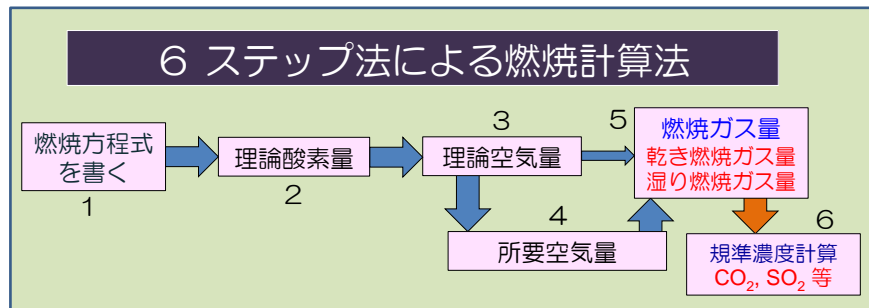 6 ステップ法による燃焼計算法
燃焼方程式
を書く
1
理論酸素量
2
3
理論空気量
4
所要空気量
5
燃焼ガス量
乾き燃焼ガス量
湿り燃焼ガス量
6
規準濃度計算
CO₂, SO₂ 等